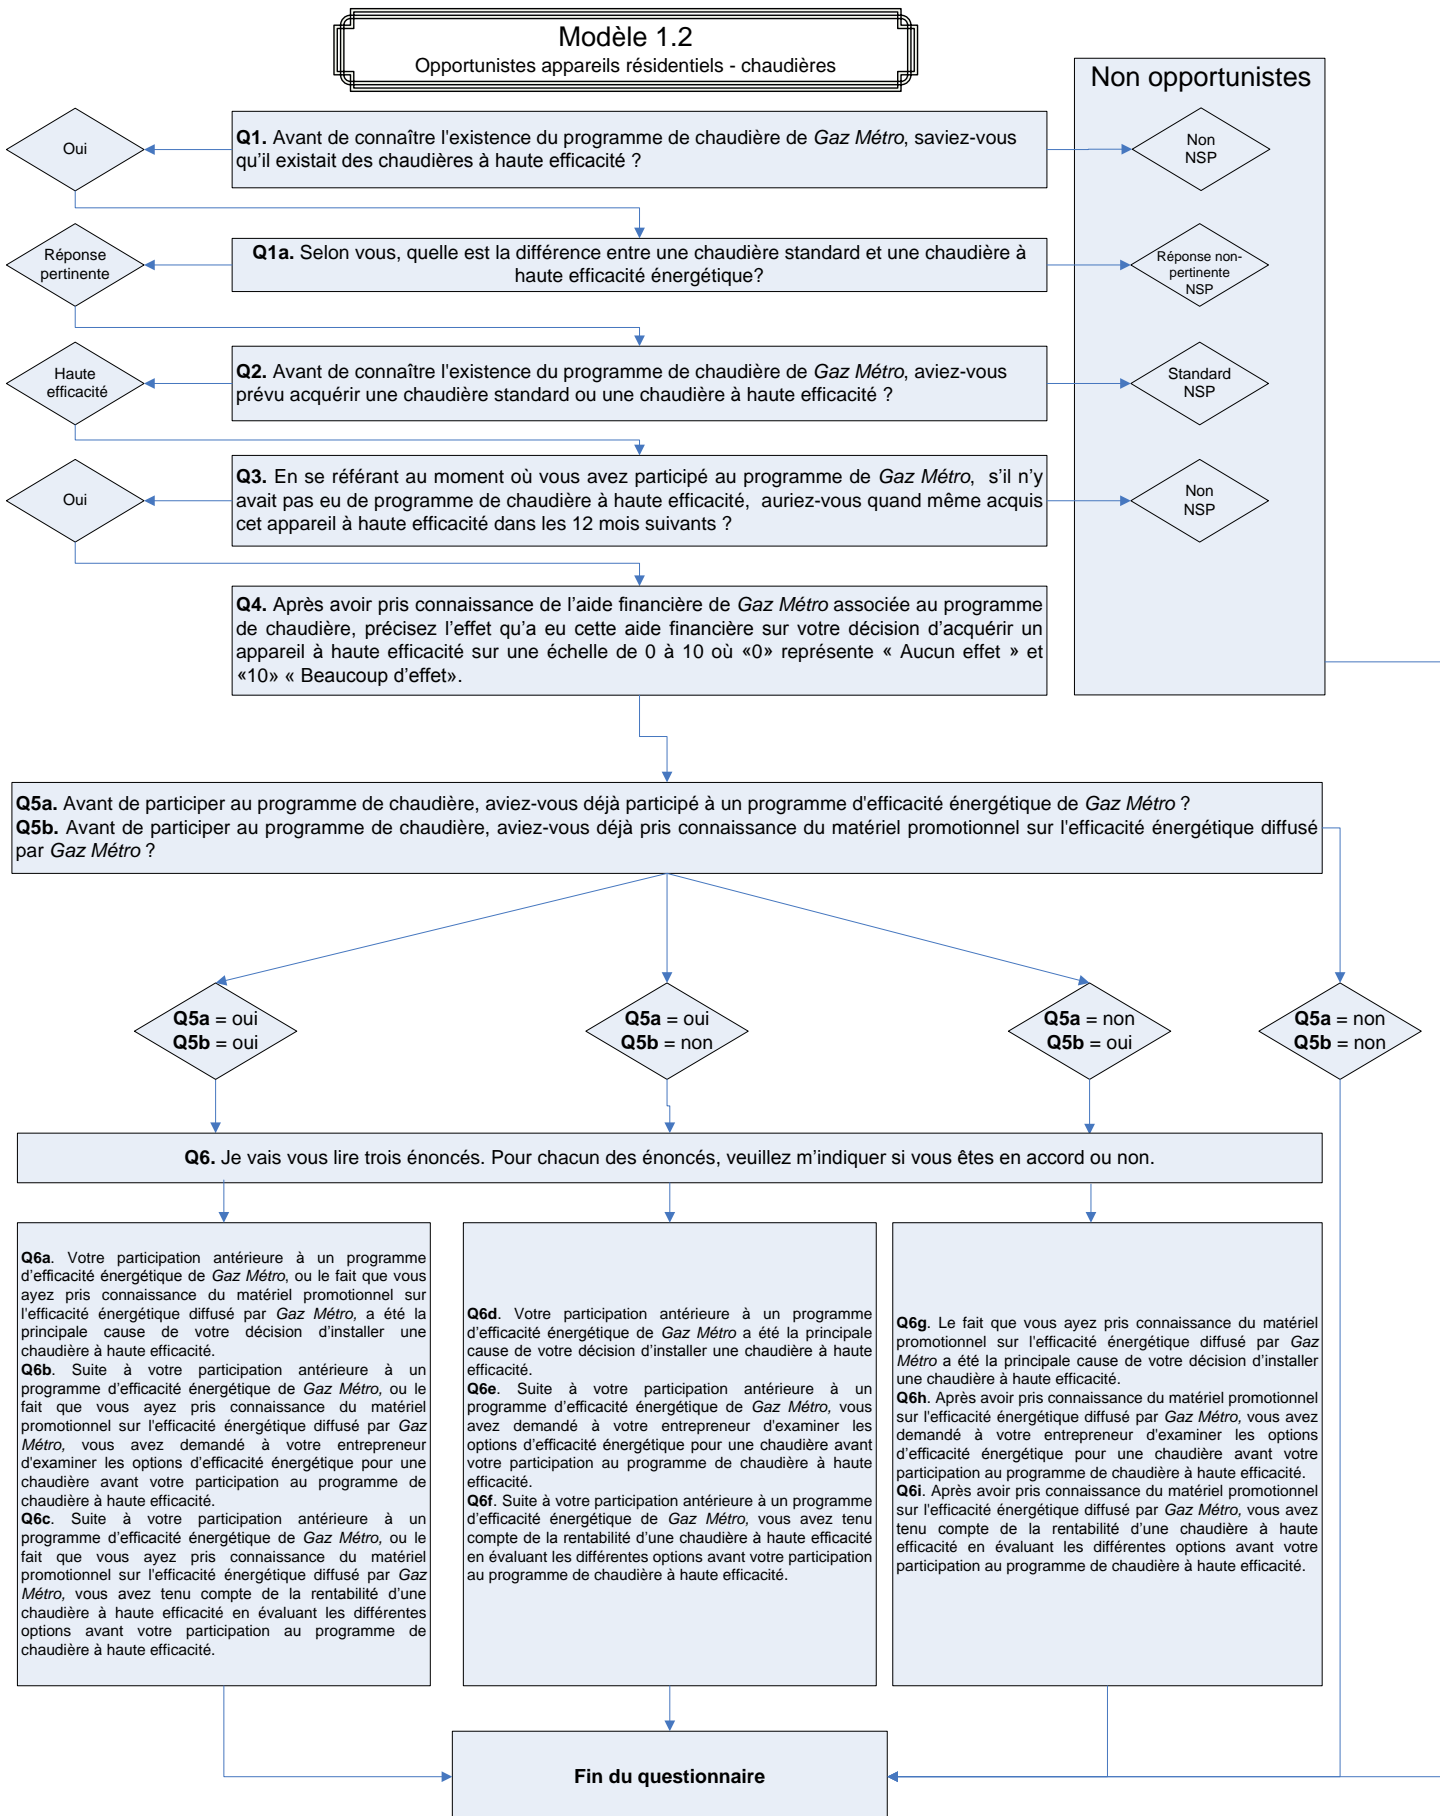 Modèle 1.2
Opportunistes appareils résidentiels - chaudières
Non opportunistes
Oui
Q1. Avant de connaître l'existence du programme de chaudière de Gaz Métro, saviez-vous
qu'il existait des chaudières à haute efficacité ?
Non
NSP
Réponse
pertinente
Q1a. Selon vous, quelle est la différence entre une chaudière standard et une chaudière à
haute efficacité énergétique?
Réponse non-
pertinente
NSP
Haute
efficacité
Q2. Avant de connaître l'existence du programme de chaudière de Gaz Métro, aviez-vous
prévu acquérir une chaudière standard ou une chaudière à haute efficacité ?
Standard
NSP
Oui
Q3. En se référant au moment où vous avez participé au programme de Gaz Métro, s'il n'y
avait pas eu de programme de chaudière à haute efficacité, auriez-vous quand même acquis
cet appareil à haute efficacité dans les 12 mois suivants ?
Non
NSP
Q4. Après avoir pris connaissance de l'aide financière de Gaz Métro associée au programme
de chaudière, précisez l'effet qu'a eu cette aide financière sur votre décision d'acquérir un
appareil à haute efficacité sur une échelle de 0 à 10 où «0» représente « Aucun effet » et
«10» « Beaucoup d'effet».
Q5a. Avant de participer au programme de chaudière, aviez-vous déjà participé à un programme d'efficacité énergétique de Gaz Métro ?
Q5b. Avant de participer au programme de chaudière, aviez-vous déjà pris connaissance du matériel promotionnel sur l'efficacité énergétique diffusé
par Gaz Métro ?
Q5a = oui
Q5b = oui
Q5a = oui
Q5b = non
Q5a = non
Q5b = oui
Q5a = non
Q5b = non
Q6. Je vais vous lire trois énoncés. Pour chacun des énoncés, veuillez m'indiquer si vous êtes en accord ou non.
Q6a. Votre participation antérieure à un programme
d'efficacité énergétique de Gaz Métro, ou le fait que vous
ayez pris connaissance du matériel promotionnel sur
l'efficacité énergétique diffusé par Gaz Métro, a été la
principale cause de votre décision d'installer une
chaudière à haute efficacité.
Q6b. Suite à votre participation antérieure à un
programme d'efficacité énergétique de Gaz Métro, ou le
fait que vous ayez pris connaissance du matériel
promotionnel sur l'efficacité énergétique diffusé par Gaz
Métro, vous avez demandé à votre entrepreneur
d'examiner les options d'efficacité énergétique pour une
chaudière avant votre participation au programme de
chaudière à haute efficacité.
Q6c. Suite à votre participation antérieure à un
programme d'efficacité énergétique de Gaz Métro, ou le
fait que vous ayez pris connaissance du matériel
promotionnel sur l'efficacité énergétique diffusé par Gaz
Métro, vous avez tenu compte de la rentabilité d'une
chaudière à haute efficacité en évaluant les différentes
options avant votre participation au programme de
chaudière à haute efficacité.
Q6d. Votre participation antérieure à un programme
d'efficacité énergétique de Gaz Métro a été la principale
cause de votre décision d'installer une chaudière à haute
efficacité.
Q6e. Suite à votre participation antérieure à un
programme d'efficacité énergétique de Gaz Métro, vous
avez demandé à votre entrepreneur d'examiner les
options d'efficacité énergétique pour une chaudière avant
votre participation au programme de chaudière à haute
efficacité.
Q6f. Suite à votre participation antérieure à un programme
d'efficacité énergétique de Gaz Métro, vous avez tenu
compte de la rentabilité d'une chaudière à haute efficacité
en évaluant les différentes options avant votre participation
au programme de chaudière à haute efficacité.
Q6g. Le fait que vous ayez pris connaissance du matériel
promotionnel sur l'efficacité énergétique diffusé par Gaz
Métro a été la principale cause de votre décision d'installer
une chaudière à haute efficacité.
Q6h. Après avoir pris connaissance du matériel promotionnel
sur l'efficacité énergétique diffusé par Gaz Métro, vous avez
demandé à votre entrepreneur d'examiner les options
d'efficacité énergétique pour une chaudière avant votre
participation au programme de chaudière à haute efficacité.
Q6i. Après avoir pris connaissance du matériel promotionnel
sur l'efficacité énergétique diffusé par Gaz Métro, vous avez
tenu compte de la rentabilité d'une chaudière à haute
efficacité en évaluant les différentes options avant votre
participation au programme de chaudière à haute efficacité.
Fin du questionnaire